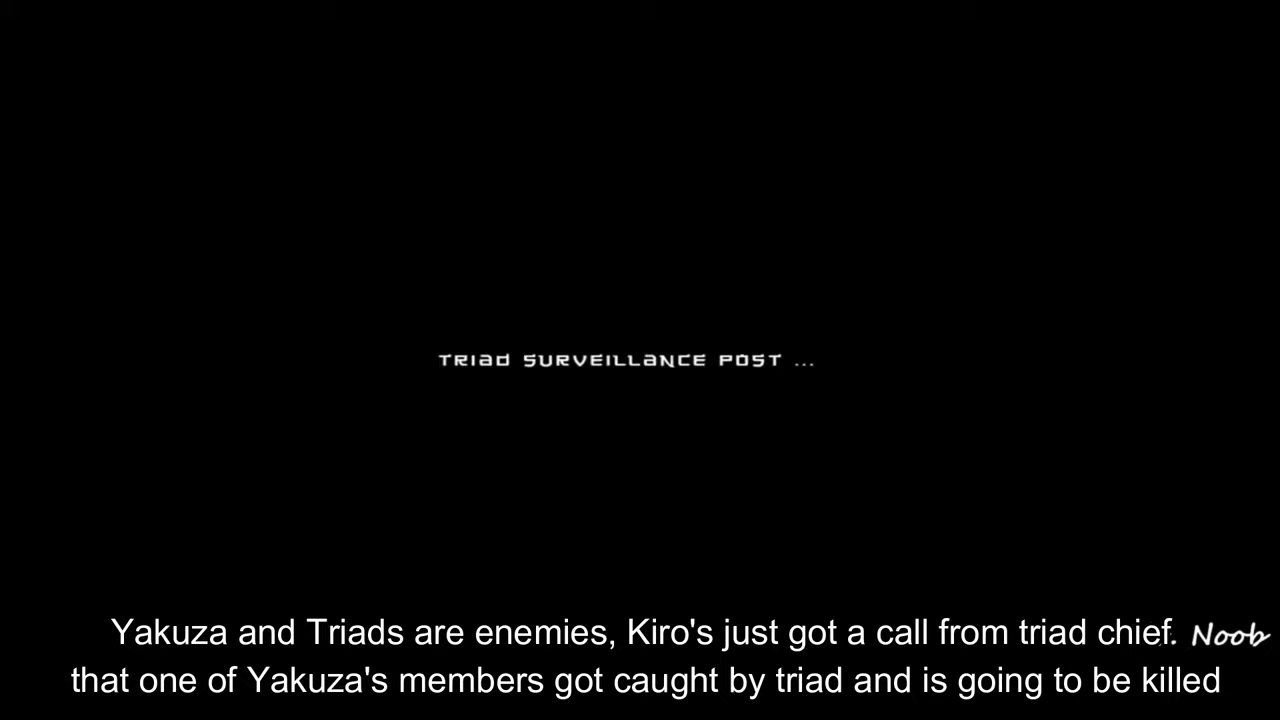 TRIAD SURVEILLANCE POST ...
Yakuza and Triads are enemies, Kiro's just got a call from triad chief. Noob
that one of Yakuza's members got caught by triad and is going to be killed